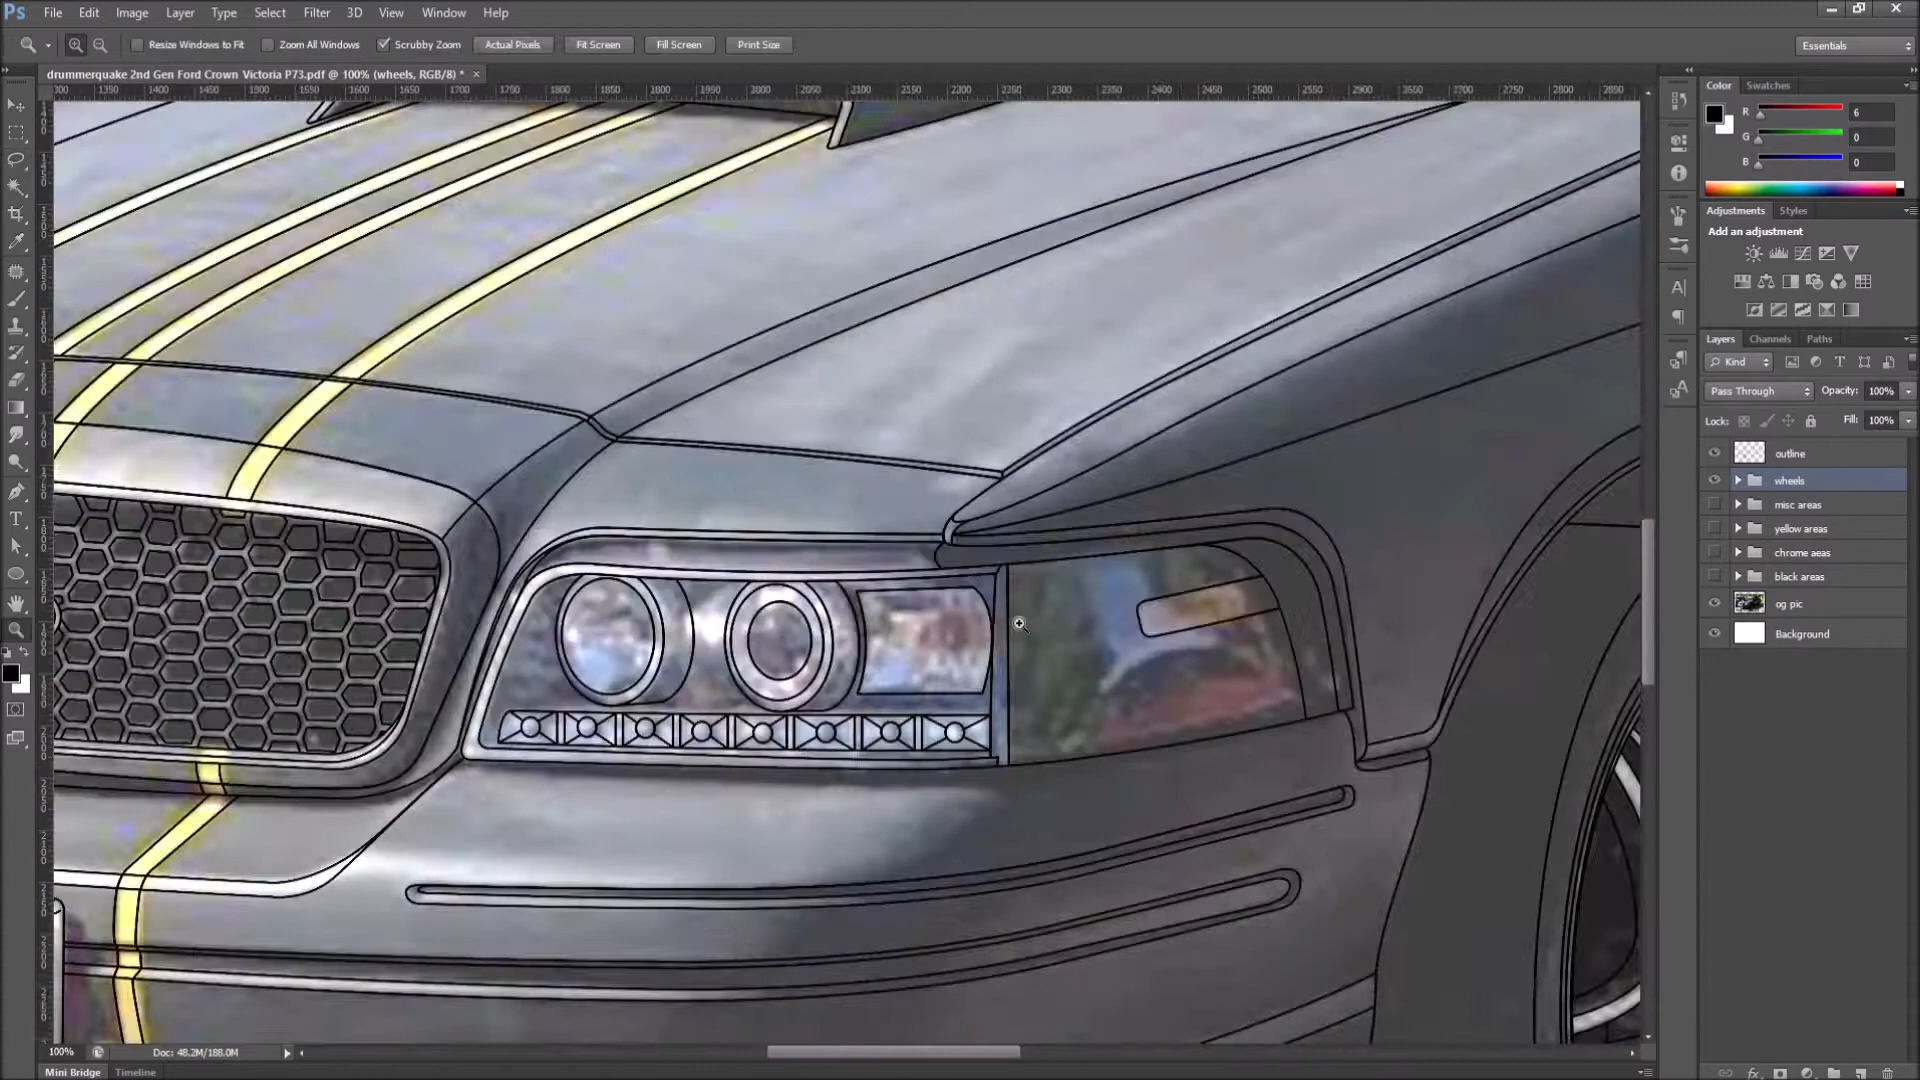 Ps File Edit Image Layer Type Select Filter 3D View Window Help
Resize Windows to Fit Zoom All Windows Scrubby Zoom Actual Pixels Fit Screen Fill Screen Print Size Essentials
drummerquake 2nd Gen Ford Crown Victoria P73.pdf @ 100% (wheels, RGB/8) * ×
Color Swatches
R 6
G 0
B 0
Adjustments Styles
Add an adjustment
Layers Channels Paths
Kind
Pass Through Opacity: 100%
Lock: Fill: 100%
outline
wheels
misc areas
yellow areas
chrome aeas
black areas
og pic
Background
100% Doc: 48.2M/188.0M
Mini Bridge Timeline